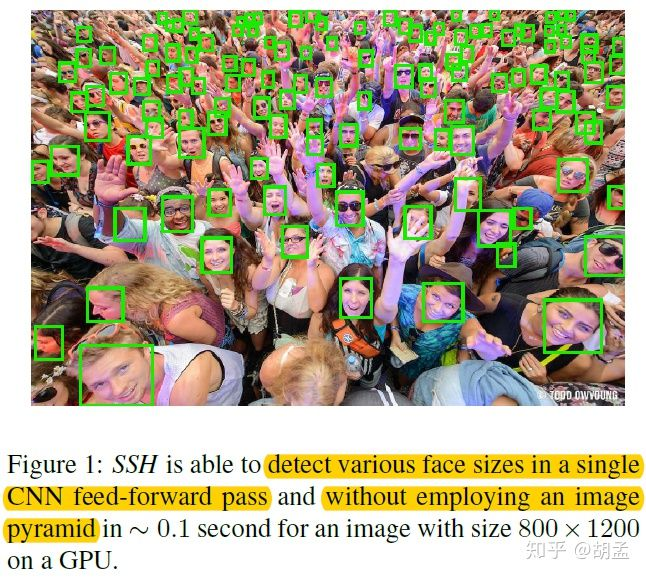 © TODD OWYOUNG
Figure 1: SSH is able to detect various face sizes in a single
CNN feed-forward pass and without employing an image
pyramid in ∼ 0.1 second for an image with size 800 × 1200
on a GPU.
知乎 @胡孟